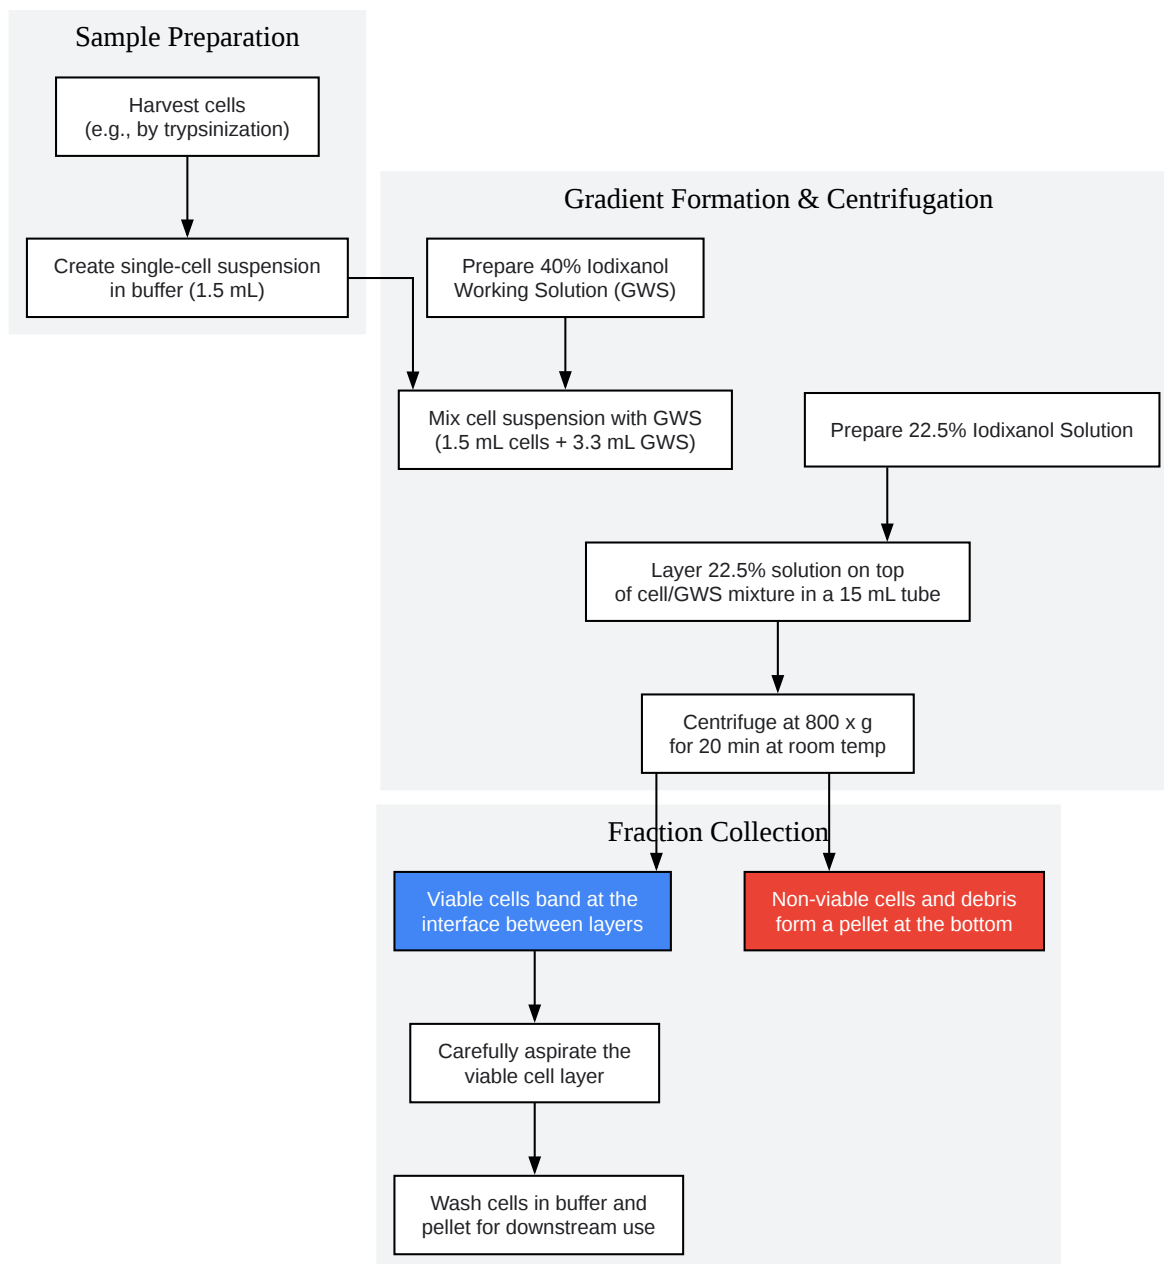 Sample Preparation
Harvest cells
(e.g., by trypsinization)
Create single-cell suspension
in buffer (1.5 mL)
Gradient Formation & Centrifugation
Prepare 40% Iodixanol
Working Solution (GWS)
Mix cell suspension with GWS
(1.5 mL cells + 3.3 mL GWS)
Prepare 22.5% Iodixanol Solution
Layer 22.5% solution on top
of cell/GWS mixture in a 15 mL tube
Centrifuge at 800 x g
for 20 min at room temp
Fraction Collection
Viable cells band at the
interface between layers
Non-viable cells and debris
form a pellet at the bottom
Carefully aspirate the
viable cell layer
Wash cells in buffer and
pellet for downstream use